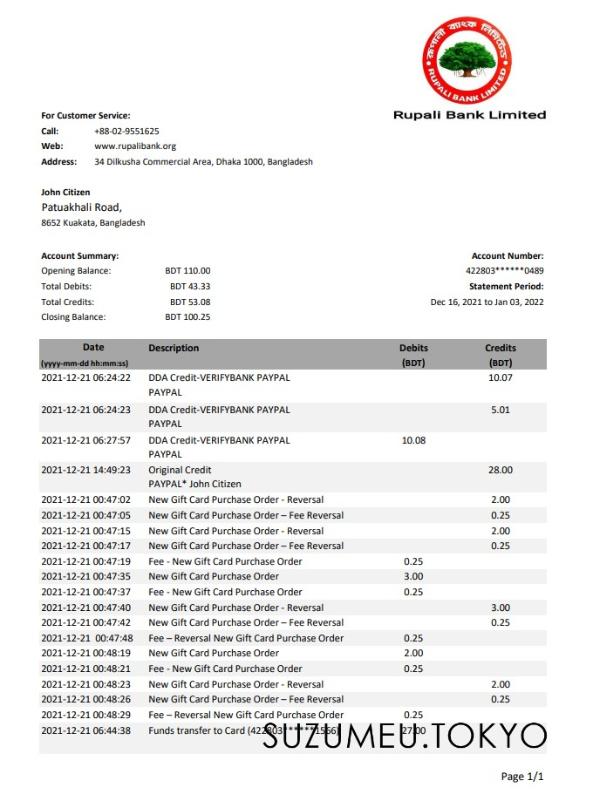 রূপালী ব্যাংক লিমিটেড
RUPALI BANK LIMITED
Rupali Bank Limited
For Customer Service:
Call: +88-02-9551625
Web: www.rupalibank.org
Address: 34 Dilkusha Commercial Area, Dhaka 1000, Bangladesh
John Citizen
Patuakhali Road,
8652 Kuakata, Bangladesh
Account Summary: Account Number:
Opening Balance: BDT 110.00 422803******0489
Total Debits: BDT 43.33 Statement Period:
Total Credits: BDT 53.08 Dec 16, 2021 to Jan 03, 2022
Closing Balance: BDT 100.25
Date Description Debits Credits
(yyyy-mm-dd hh:mm:ss) (BDT) (BDT)
2021-12-21 06:24:22 DDA Credit-VERIFYBANK PAYPAL 10.07
PAYPAL
2021-12-21 06:24:23 DDA Credit-VERIFYBANK PAYPAL 5.01
PAYPAL
2021-12-21 06:27:57 DDA Credit-VERIFYBANK PAYPAL 10.08
PAYPAL
2021-12-21 14:49:23 Original Credit 28.00
PAYPAL* John Citizen
2021-12-21 00:47:02 New Gift Card Purchase Order - Reversal 2.00
2021-12-21 00:47:05 New Gift Card Purchase Order – Fee Reversal 0.25
2021-12-21 00:47:15 New Gift Card Purchase Order - Reversal 2.00
2021-12-21 00:47:17 New Gift Card Purchase Order – Fee Reversal 0.25
2021-12-21 00:47:19 Fee - New Gift Card Purchase Order 0.25
2021-12-21 00:47:35 New Gift Card Purchase Order 3.00
2021-12-21 00:47:37 Fee - New Gift Card Purchase Order 0.25
2021-12-21 00:47:40 New Gift Card Purchase Order - Reversal 3.00
2021-12-21 00:47:42 New Gift Card Purchase Order – Fee Reversal 0.25
2021-12-21 00:47:48 Fee – Reversal New Gift Card Purchase Order 0.25
2021-12-21 00:48:19 New Gift Card Purchase Order 2.00
2021-12-21 00:48:21 Fee - New Gift Card Purchase Order 0.25
2021-12-21 00:48:23 New Gift Card Purchase Order - Reversal 2.00
2021-12-21 00:48:26 New Gift Card Purchase Order – Fee Reversal 0.25
2021-12-21 00:48:29 Fee – Reversal New Gift Card Purchase Order 0.25
2021-12-21 06:44:38 Funds transfer to Card 27.00
SUZUMEU.TOKYO
Page 1/1